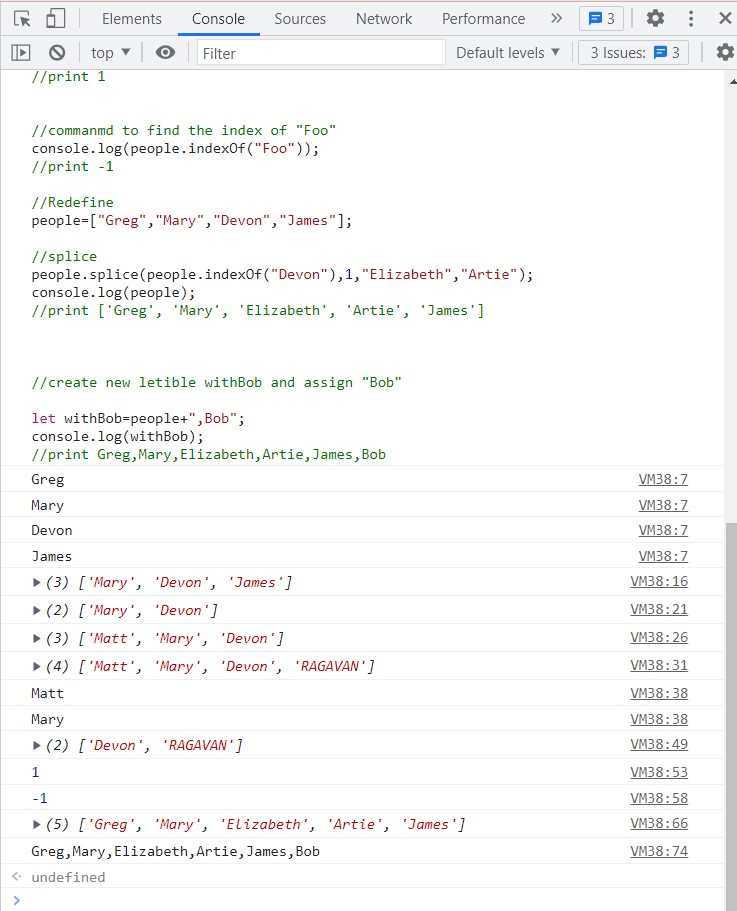 Elements Console Sources Network Performance » 3
top Filter Default levels 3 Issues: 3
//print 1
//commanmd to find the index of "Foo"
console.log(people.indexOf("Foo"));
//print -1
//Redefine
people=["Greg","Mary","Devon","James"];
//splice
people.splice(people.indexOf("Devon"),1,"Elizabeth","Artie");
console.log(people);
//print ['Greg', 'Mary', 'Elizabeth', 'Artie', 'James']
//create new letible withBob and assign "Bob"
let withBob=people+",Bob";
console.log(withBob);
//print Greg,Mary,Elizabeth,Artie,James,Bob
Greg VM38:7
Mary VM38:7
Devon VM38:7
James VM38:7
(3) ['Mary', 'Devon', 'James'] VM38:16
(2) ['Mary', 'Devon'] VM38:21
(3) ['Matt', 'Mary', 'Devon'] VM38:26
(4) ['Matt', 'Mary', 'Devon', 'RAGAVAN'] VM38:31
Matt VM38:38
Mary VM38:38
(2) ['Devon', 'RAGAVAN'] VM38:49
1 VM38:53
-1 VM38:58
(5) ['Greg', 'Mary', 'Elizabeth', 'Artie', 'James'] VM38:66
Greg,Mary,Elizabeth,Artie,James,Bob VM38:74
undefined